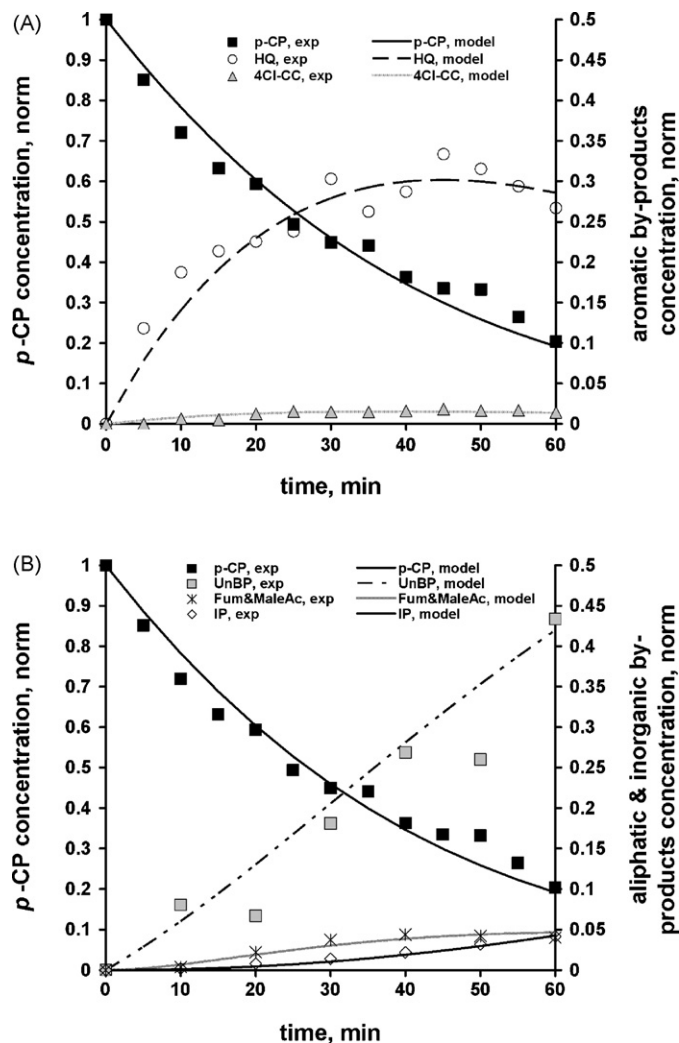 (A)
p-CP, exp
p-CP, model
HQ, exp
HQ, model
4Cl-CC, exp
4Cl-CC, model
1
0.9
0.8
0.7
0.6
0.5
0.4
0.3
0.2
0.1
0
p-CP concentration, norm
0.5
0.45
0.4
0.35
0.3
0.25
0.2
0.15
0.1
0.05
0
aromatic by-products
concentration, norm
0 10 20 30 40 50 60
time, min
(B)
p-CP, exp
p-CP, model
UnBP, exp
UnBP, model
Fum&MaleAc, exp
Fum&MaleAc, model
IP, exp
IP, model
1
0.9
0.8
0.7
0.6
0.5
0.4
0.3
0.2
0.1
0
p-CP concentration, norm
0.5
0.45
0.4
0.35
0.3
0.25
0.2
0.15
0.1
0.05
0
aliphatic & inorganic by-
products concentration, norm
0 10 20 30 40 50 60
time, min